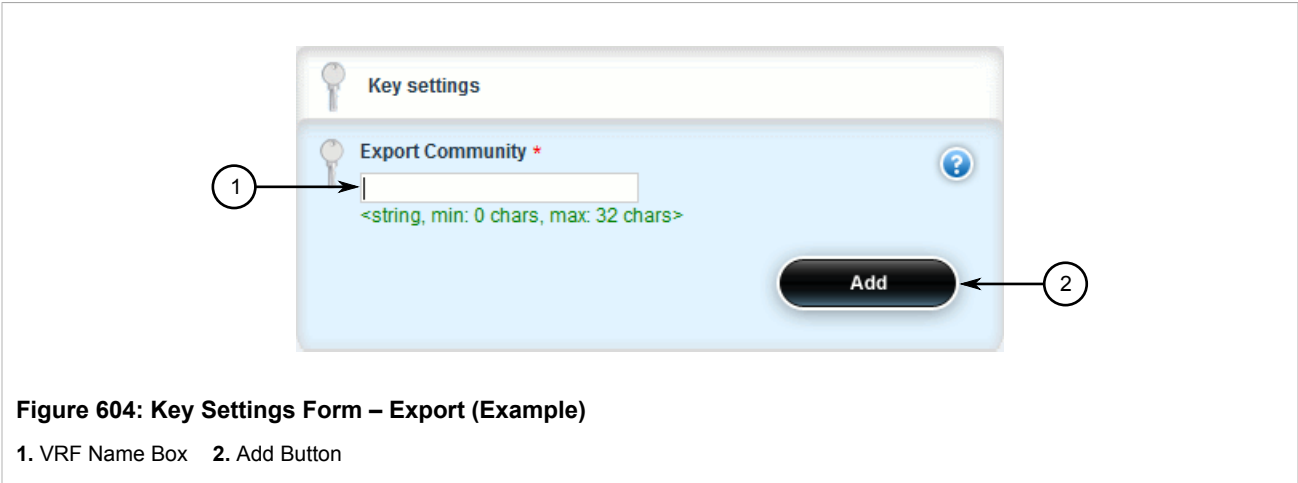 Key settings
Export Community *
?
1
<string, min: 0 chars, max: 32 chars>
Add
2
Figure 604: Key Settings Form – Export (Example)
1. VRF Name Box 2. Add Button